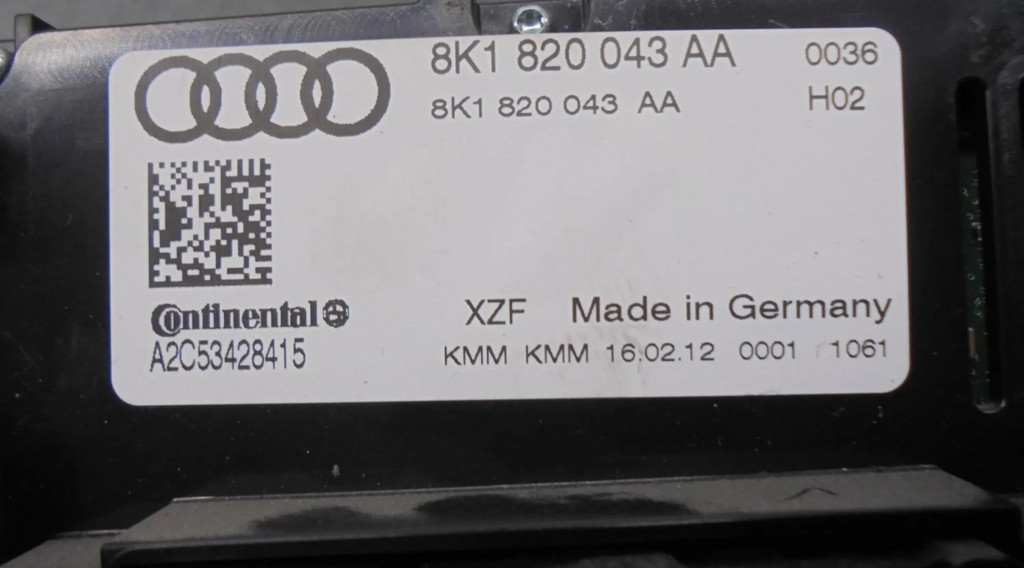 8K1 820 043 AA 0036
8K1 820 043 AA H02
Continental
XZF Made in Germany
A2C53428415
KMM KMM 16.02.12 0001 1061